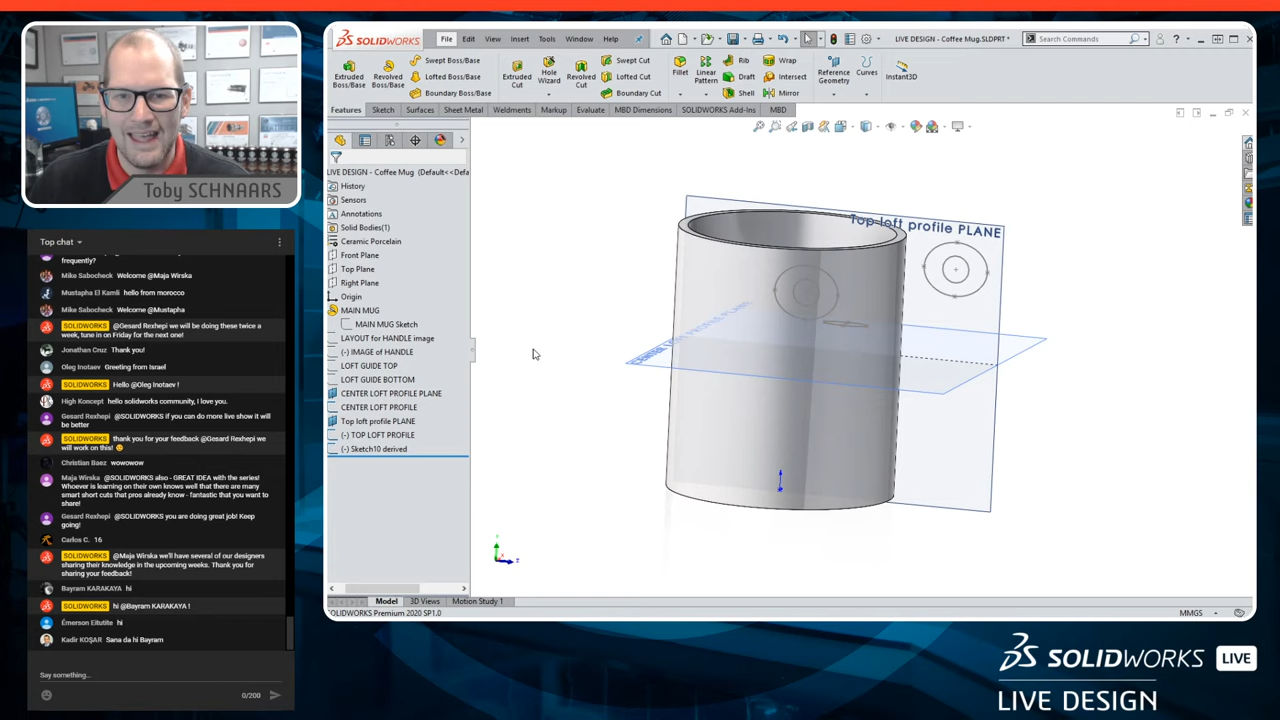 Toby SCHNAARS
Top chat
frequently?
Mike Sabocheck Welcome @Maja Wirska
Mustapha El Kamli hello from morocco
Mike Sabocheck Welcome @Mustapha
SOLIDWORKS @Gesard Rexhepi we will be doing these twice a
week, tune in on Friday for the next one!
Jonathan Cruz Thank you!
Oleg Inotaev Greeting from Israel
SOLIDWORKS Hello @Oleg Inotaev !
High Koncept hello solidworks community, I love you.
Gesard Rexhepi @SOLIDWORKS if you can do more live show it will
be better
SOLIDWORKS thank you for your feedback @Gesard Rexhepi we
will work on this!
Christian Baez wowowow
Maja Wirska @SOLIDWORKS also - GREAT IDEA with the series!
Whoever is learning on their own knows well that there are
many smart short cuts that pros already know - fantastic that you want to
share!
Gesard Rexhepi @SOLIDWORKS you are doing great job! Keep
going!
Carlos C. 16
SOLIDWORKS @Maja Wirska we'll have several of our designers
sharing their knowledge in the upcoming weeks. Thank you for
sharing your feedback!
Bayram KARAKAYA hi
SOLIDWORKS hi @Bayram KARAKAYA !
Émerson Eitutite hi
Kadir KOŞAR Sana da hi Bayram
Say something...
0/200
SOLIDWORKS File Edit View Insert Tools Window Help LIVE DESIGN - Coffee Mug.SLDPRT * Search Commands
Extruded Boss/Base Revolved Boss/Base Swept Boss/Base Lofted Boss/Base Boundary Boss/Base Extruded Cut Hole Wizard Revolved Cut Swept Cut Lofted Cut Boundary Cut Fillet Linear Pattern Rib Draft Shell Wrap Intersect Mirror Reference Geometry Curves Instant3D
Features Sketch Surfaces Sheet Metal Weldments Markup Evaluate MBD Dimensions SOLIDWORKS Add-Ins MBD
LIVE DESIGN - Coffee Mug (Default<<Defa
History
Sensors
Annotations
Solid Bodies(1)
Ceramic Porcelain
Front Plane
Top Plane
Right Plane
Origin
MAIN MUG
MAIN MUG Sketch
LAYOUT for HANDLE image
(-) IMAGE of HANDLE
LOFT GUIDE TOP
LOFT GUIDE BOTTOM
CENTER LOFT PROFILE PLANE
CENTER LOFT PROFILE
Top loft profile PLANE
(-) TOP LOFT PROFILE
(-) Sketch10 derived
Top loft profile PLANE
Model 3D Views Motion Study 1
SOLIDWORKS Premium 2020 SP1.0
MMGS
SOLIDWORKS LIVE
LIVE DESIGN